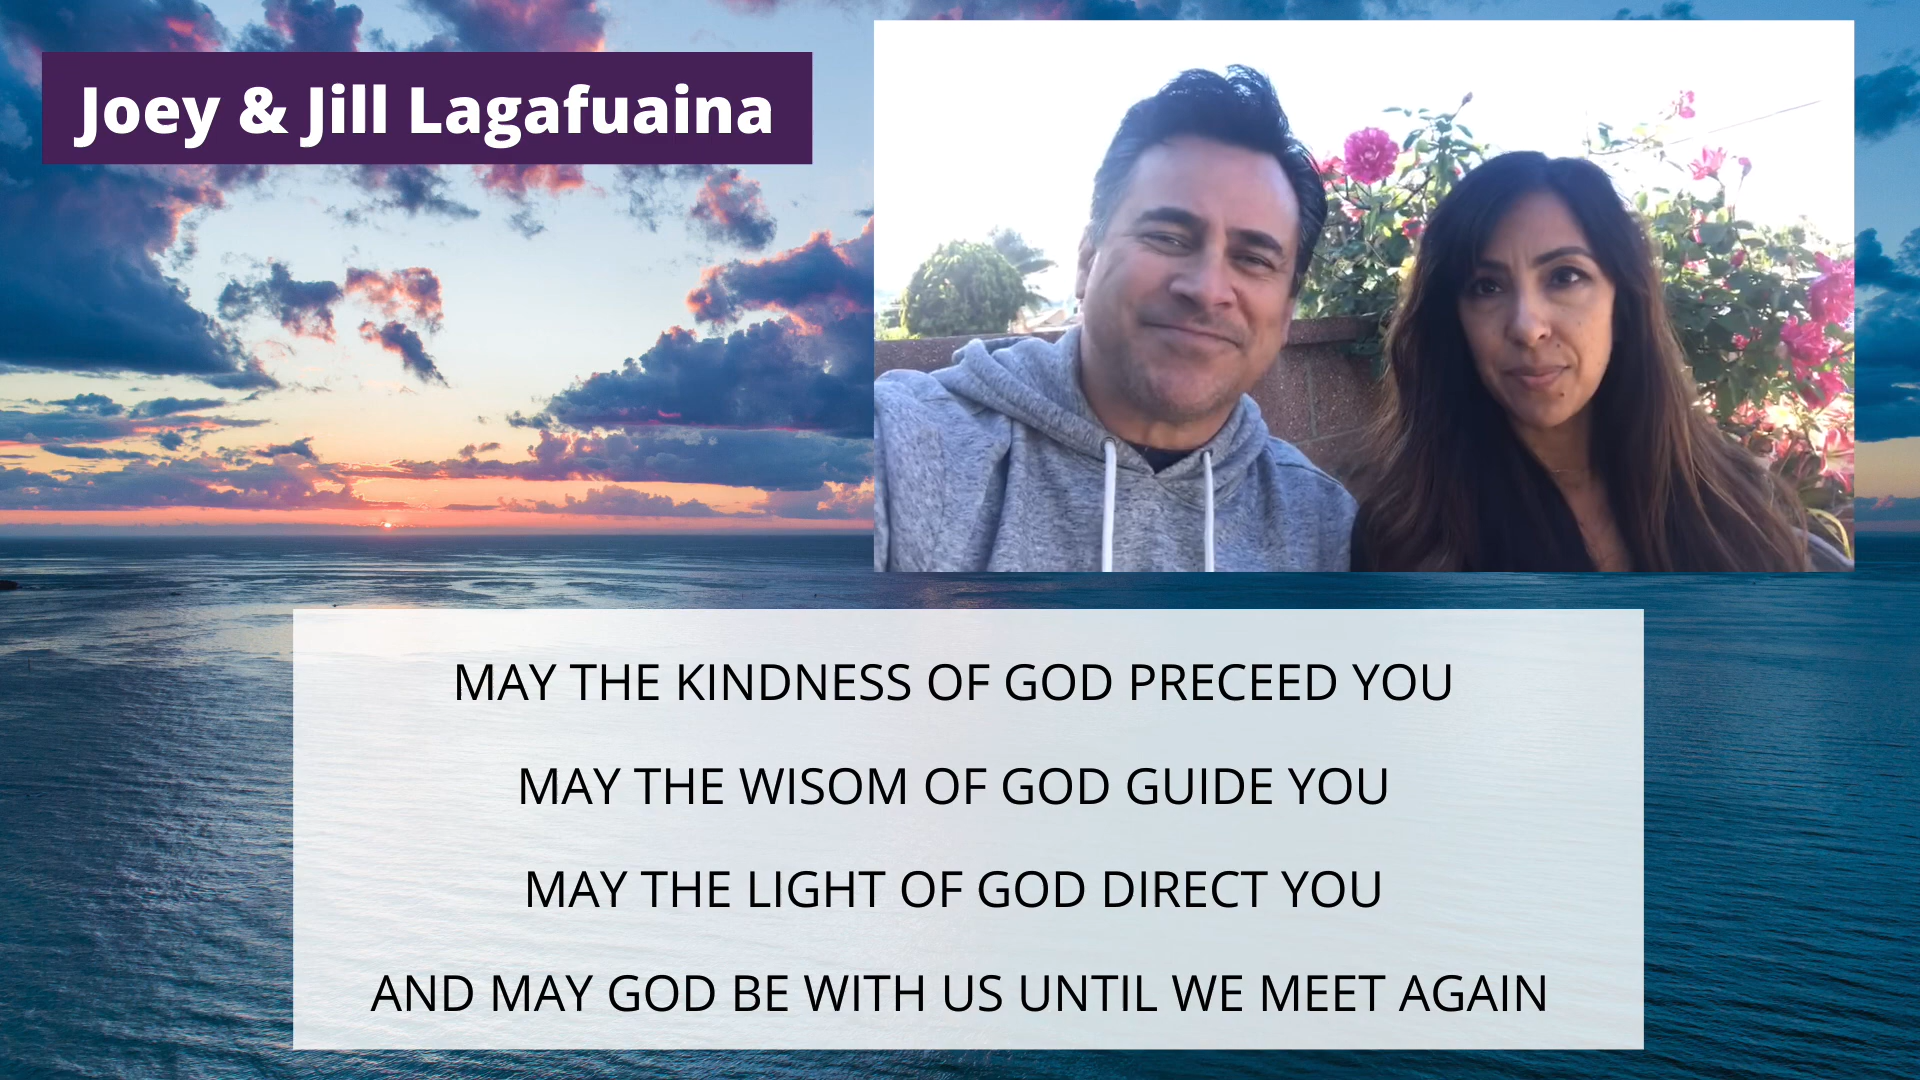 Joey & Jill Lagafuaina
MAY THE KINDNESS OF GOD PRECEED YOU
MAY THE WISOM OF GOD GUIDE YOU
MAY THE LIGHT OF GOD DIRECT YOU
AND MAY GOD BE WITH US UNTIL WE MEET AGAIN